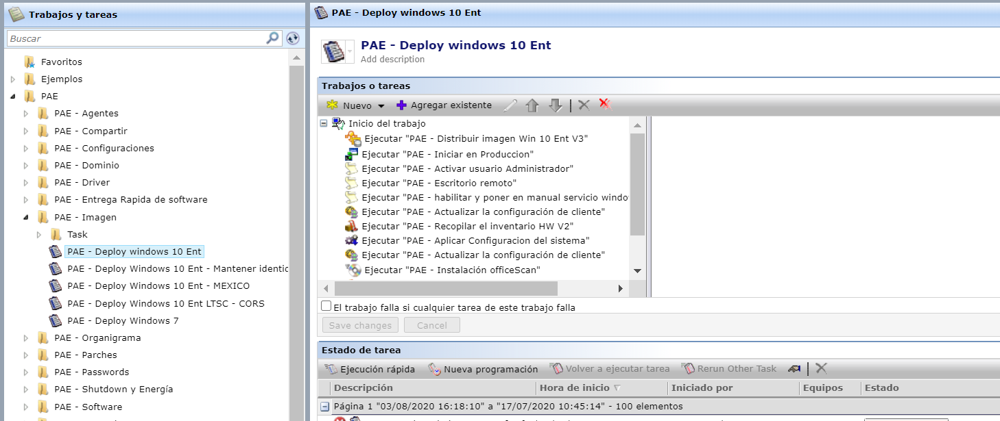 Trabajos y tareas
Buscar
Favoritos
Ejemplos
PAE
PAE - Agentes
PAE - Compartir
PAE - Configuraciones
PAE - Dominio
PAE - Driver
PAE - Entrega Rapida de software
PAE - Imagen
Task
PAE - Deploy windows 10 Ent
PAE - Deploy Windows 10 Ent - Mantener identic
PAE - Deploy Windows 10 Ent - MEXICO
PAE - Deploy Windows 10 Ent LTSC - CORS
PAE - Deploy Windows 7
PAE - Organigrama
PAE - Parches
PAE - Passwords
PAE - Shutdown y Energía
PAE - Software
PAE - Deploy windows 10 Ent
PAE - Deploy windows 10 Ent
Add description
Trabajos o tareas
Nuevo Agregar existente
Inicio del trabajo
Ejecutar "PAE - Distribuir imagen Win 10 Ent V3"
Ejecutar "PAE - Iniciar en Produccion"
Ejecutar "PAE - Activar usuario Administrador"
Ejecutar "PAE - Escritorio remoto"
Ejecutar "PAE - habilitar y poner en manual servicio windo
Ejecutar "PAE - Actualizar la configuración de cliente"
Ejecutar "PAE - Recopilar el inventario HW V2"
Ejecutar "PAE - Aplicar Configuracion del sistema"
Ejecutar "PAE - Actualizar la configuración de cliente"
Ejecutar "PAE - Instalación officeScan"
El trabajo falla si cualquier tarea de este trabajo falla
Save changes Cancel
Estado de tarea
Ejecución rápida Nueva programación Volver a ejecutar tarea Rerun Other Task
Descripción Hora de inicio Iniciado por Equipos Estado
Página 1 "03/08/2020 16:18:10" a "17/07/2020 10:45:14" - 100 elementos